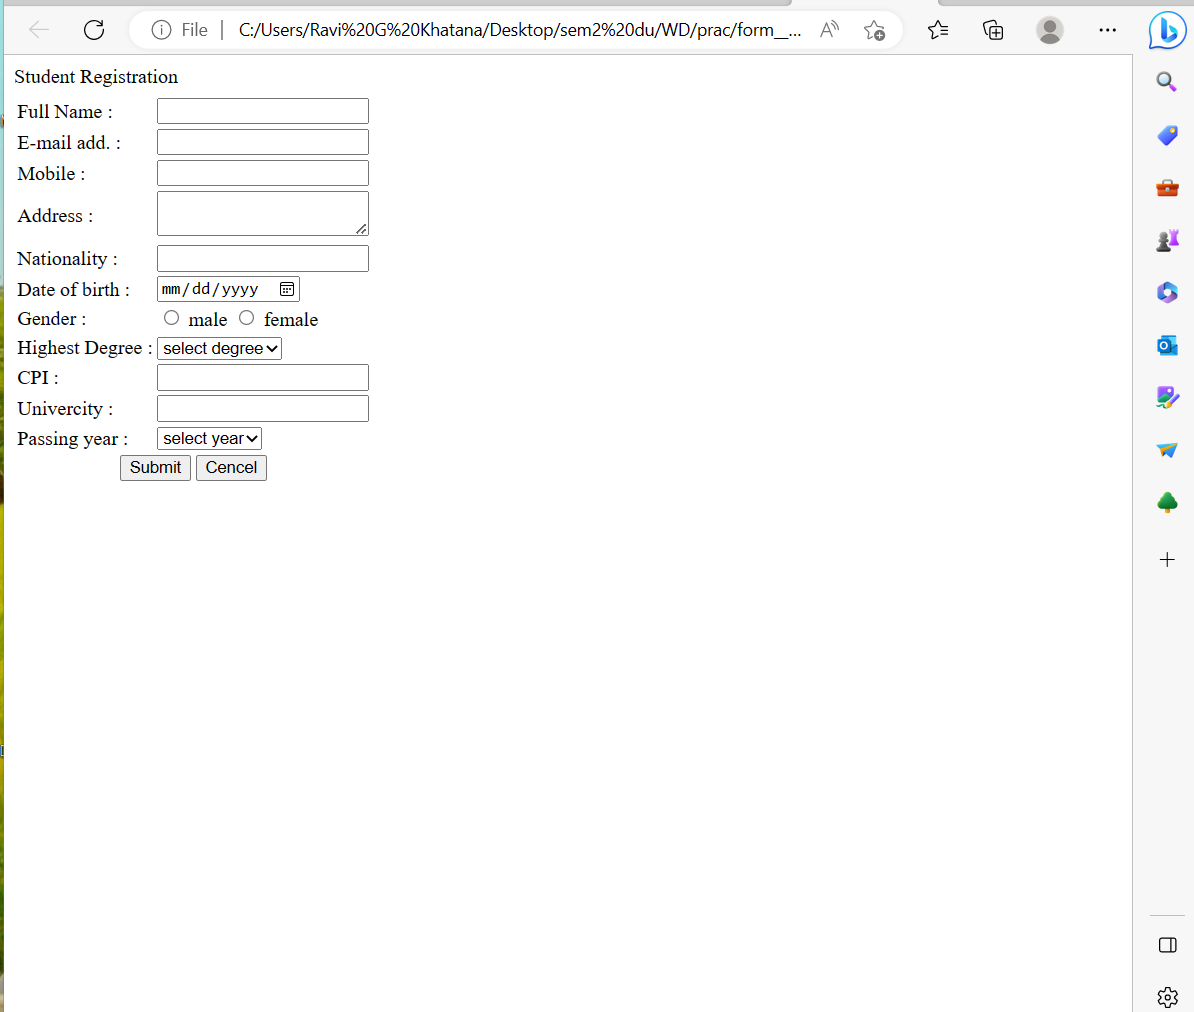 File | C:/Users/Ravi%20G%20Khatana/Desktop/sem2%20du/WD/prac/form__...
Student Registration
Full Name :
E-mail add. :
Mobile :
Address :
Nationality :
Date of birth : mm/dd/yyyy
Gender : male female
Highest Degree : select degree
CPI :
Univercity :
Passing year : select year
Submit Cencel